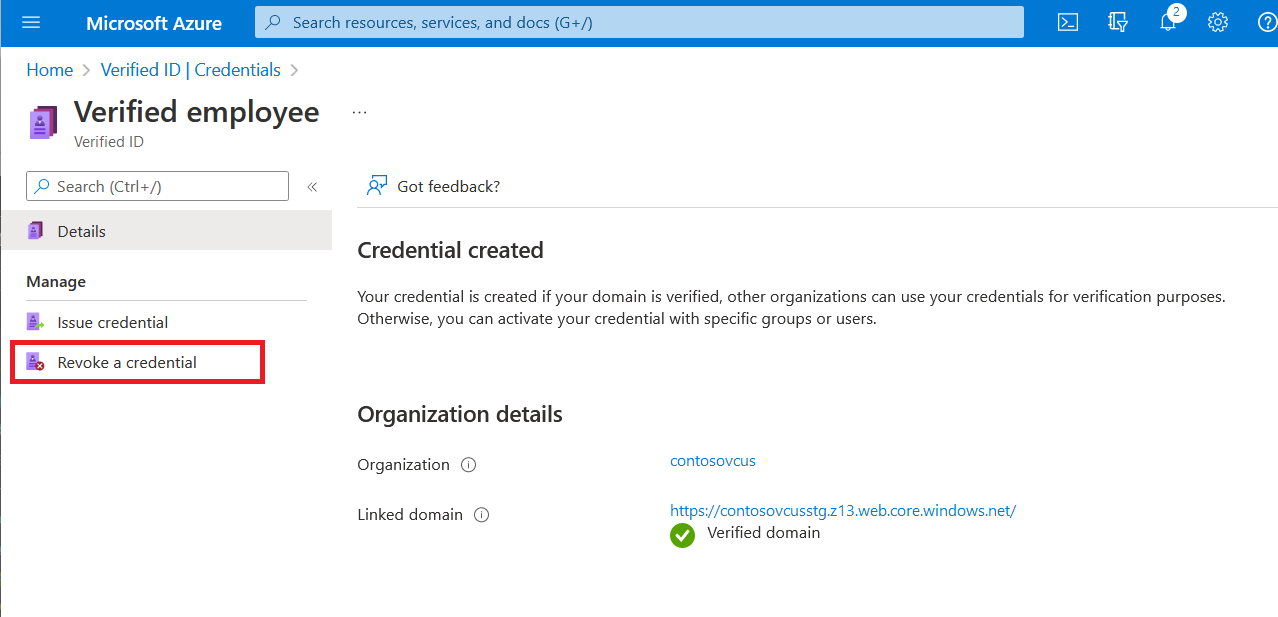 Microsoft Azure
Search resources, services, and docs (G+/)
2
Home > Verified ID | Credentials >
Verified employee ...
Verified ID
Search (Ctrl+/)
«
Got feedback?
Details
Manage
Issue credential
Revoke a credential
Credential created
Your credential is created if your domain is verified, other organizations can use your credentials for verification purposes.
Otherwise, you can activate your credential with specific groups or users.
Organization details
Organization
contosovcus
Linked domain
https://contosovcusstg.z13.web.core.windows.net/
Verified domain